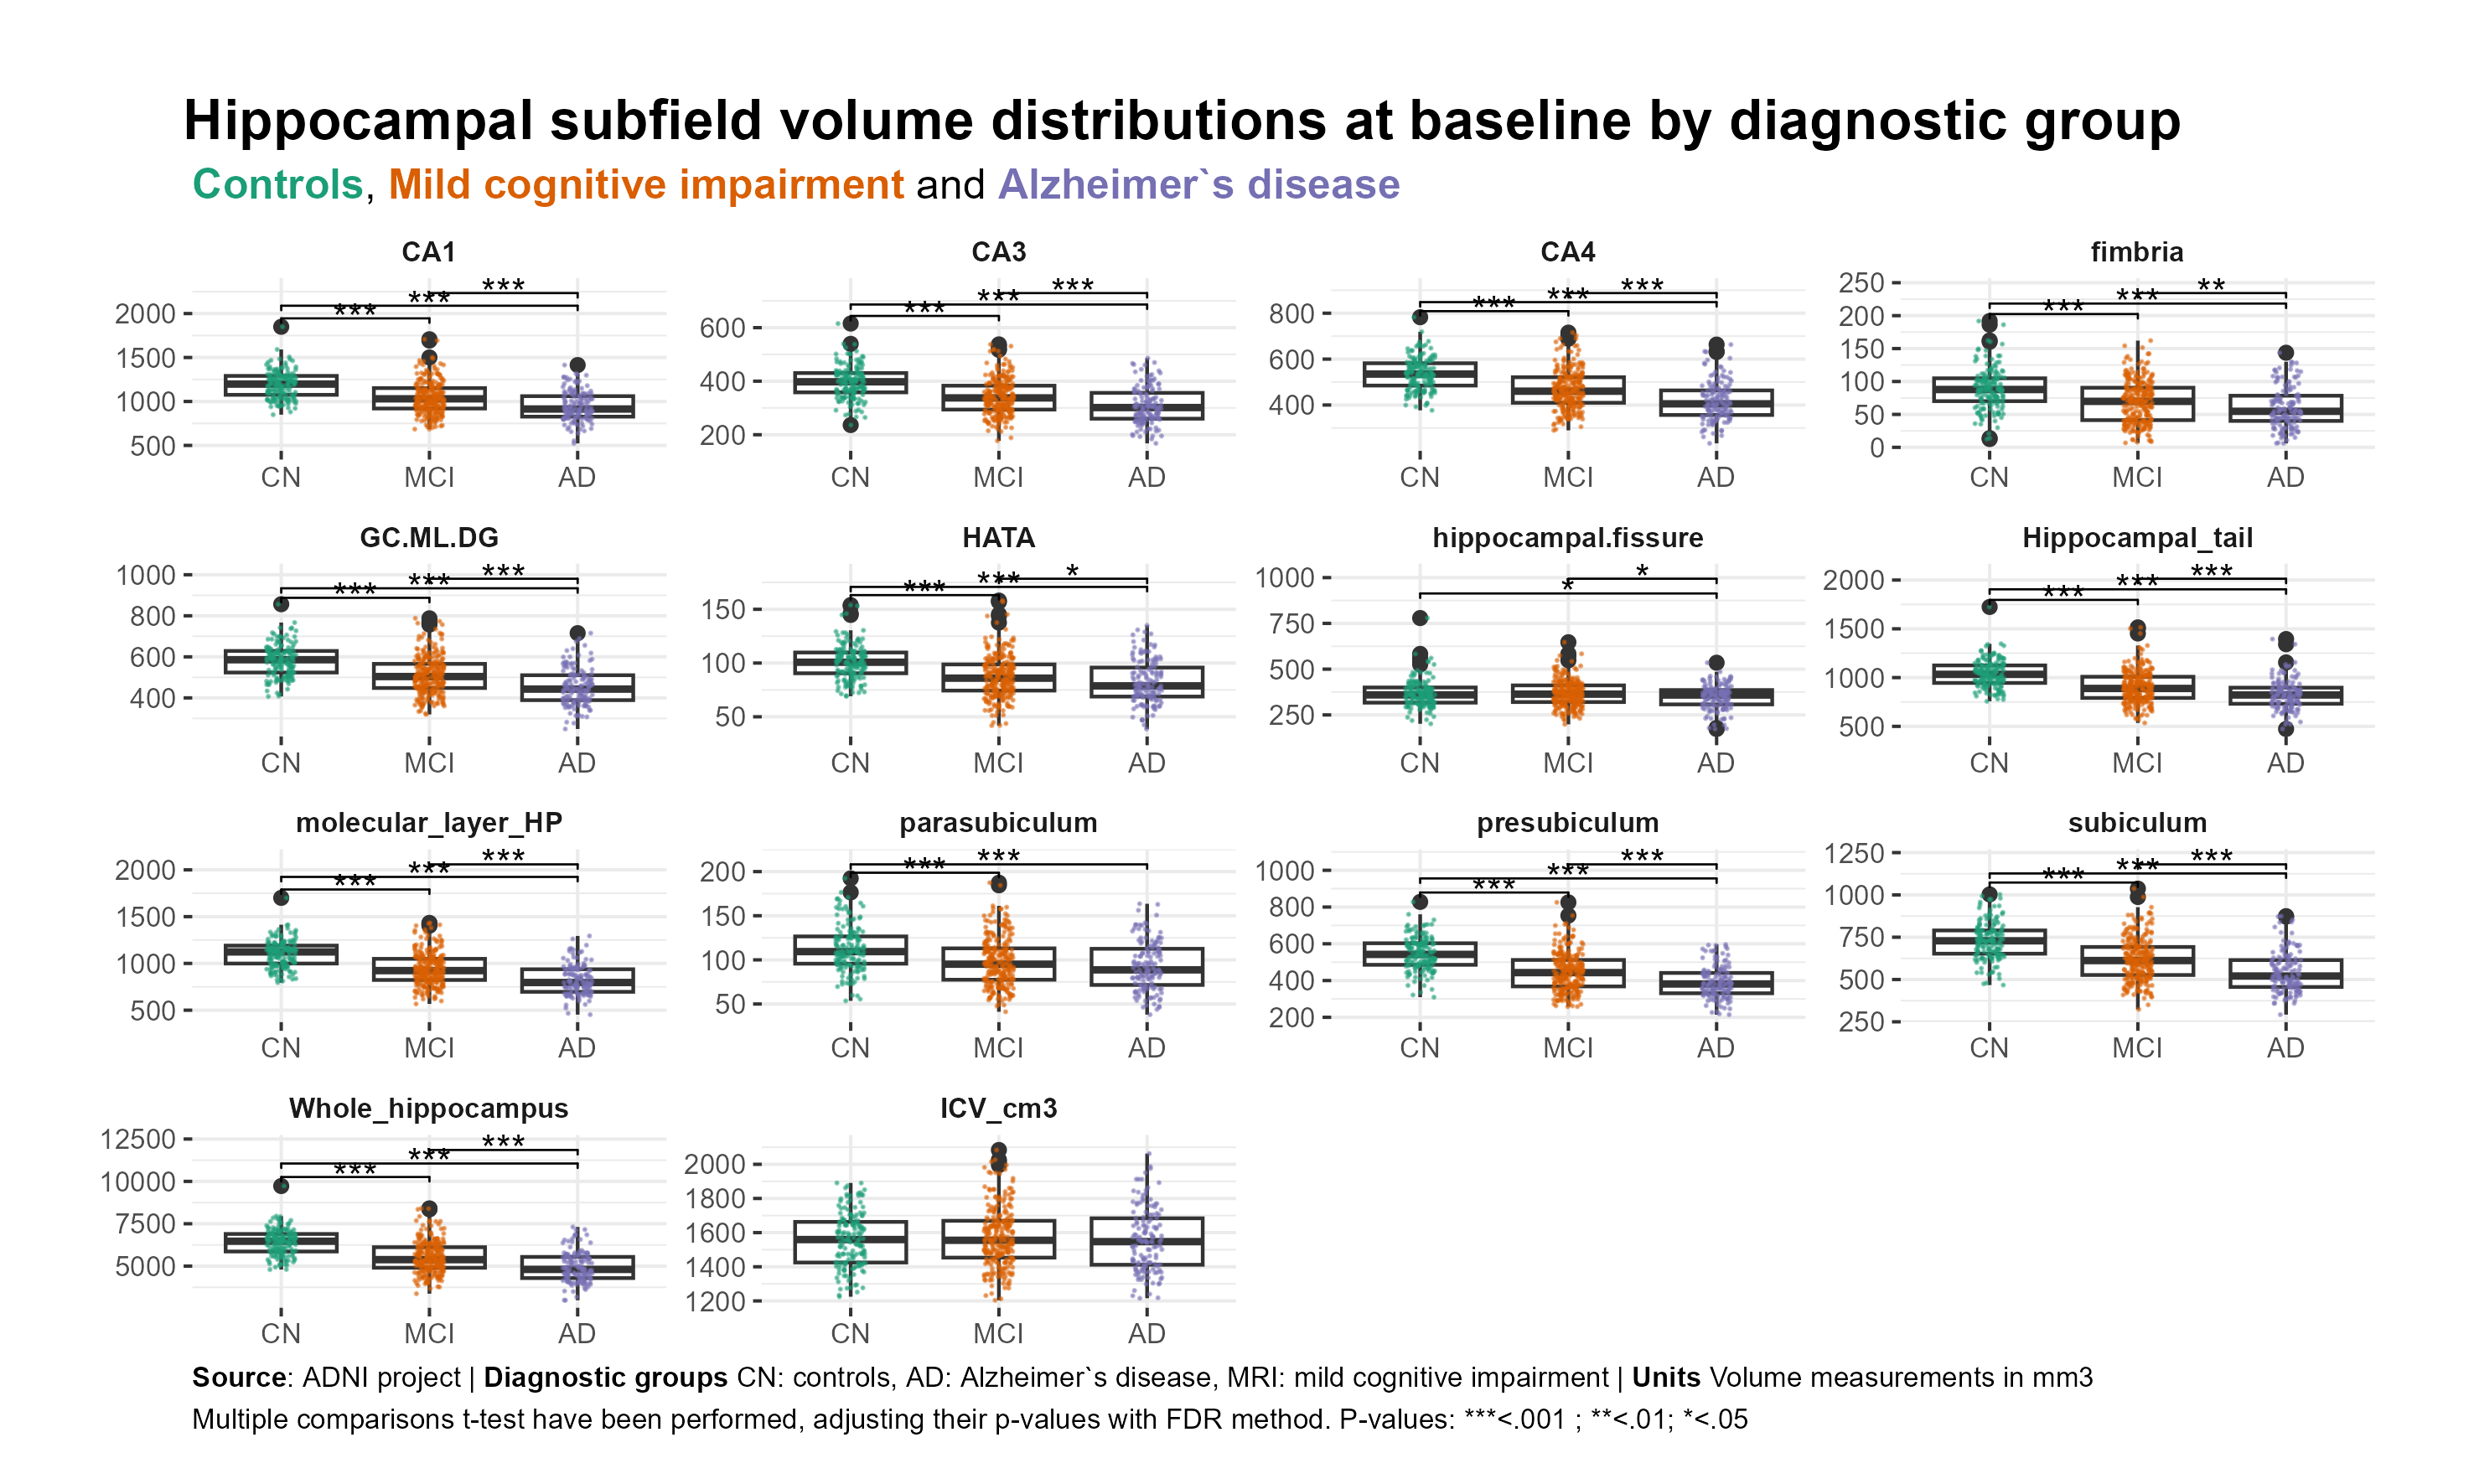 Hippocampal subfield volume distributions at baseline by diagnostic group
Controls, Mild cognitive impairment and Alzheimer`s disease
CA1 CA3 CA4 fimbria
*** *** ***
2000
1500
1000
500
CN MCI AD
*** *** ***
600
400
200
CN MCI AD
*** *** ***
800
600
400
CN MCI AD
*** *** **
250
200
150
100
50
0
CN MCI AD
GC.ML.DG HATA hippocampal.fissure Hippocampal_tail
*** *** ***
1000
800
600
400
CN MCI AD
*** *** *
150
100
50
CN MCI AD
* *
1000
750
500
250
CN MCI AD
*** *** ***
2000
1500
1000
500
CN MCI AD
molecular_layer_HP parasubiculum presubiculum subiculum
*** *** ***
2000
1500
1000
500
CN MCI AD
*** ***
200
150
100
50
CN MCI AD
*** *** ***
1000
800
600
400
200
CN MCI AD
*** *** ***
1250
1000
750
500
250
CN MCI AD
Whole_hippocampus ICV_cm3
*** *** ***
12500
10000
7500
5000
CN MCI AD
2000
1800
1600
1400
1200
CN MCI AD
Source: ADNI project | Diagnostic groups CN: controls, AD: Alzheimer`s disease, MRI: mild cognitive impairment | Units Volume measurements in mm3
Multiple comparisons t-test have been performed, adjusting their p-values with FDR method. P-values: ***<.001 ; **<.01; *<.05